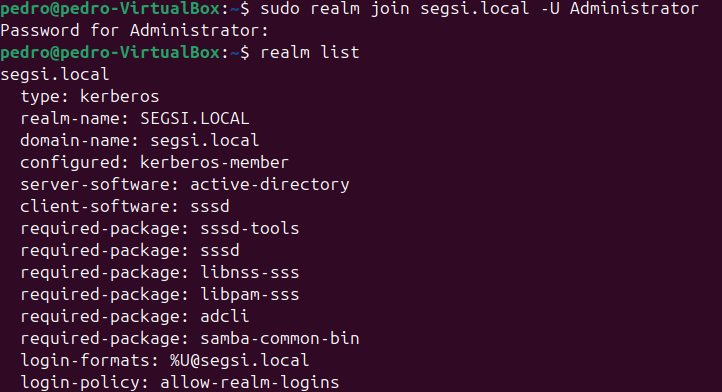 pedro@pedro-VirtualBox:~$ sudo realm join segsi.local -U Administrator
Password for Administrator:
pedro@pedro-VirtualBox:~$ realm list
segsi.local
  type: kerberos
  realm-name: SEGSI.LOCAL
  domain-name: segsi.local
  configured: kerberos-member
  server-software: active-directory
  client-software: sssd
  required-package: sssd-tools
  required-package: sssd
  required-package: libnss-sss
  required-package: libpam-sss
  required-package: adcli
  required-package: samba-common-bin
  login-formats: %U@segsi.local
  login-policy: allow-realm-logins